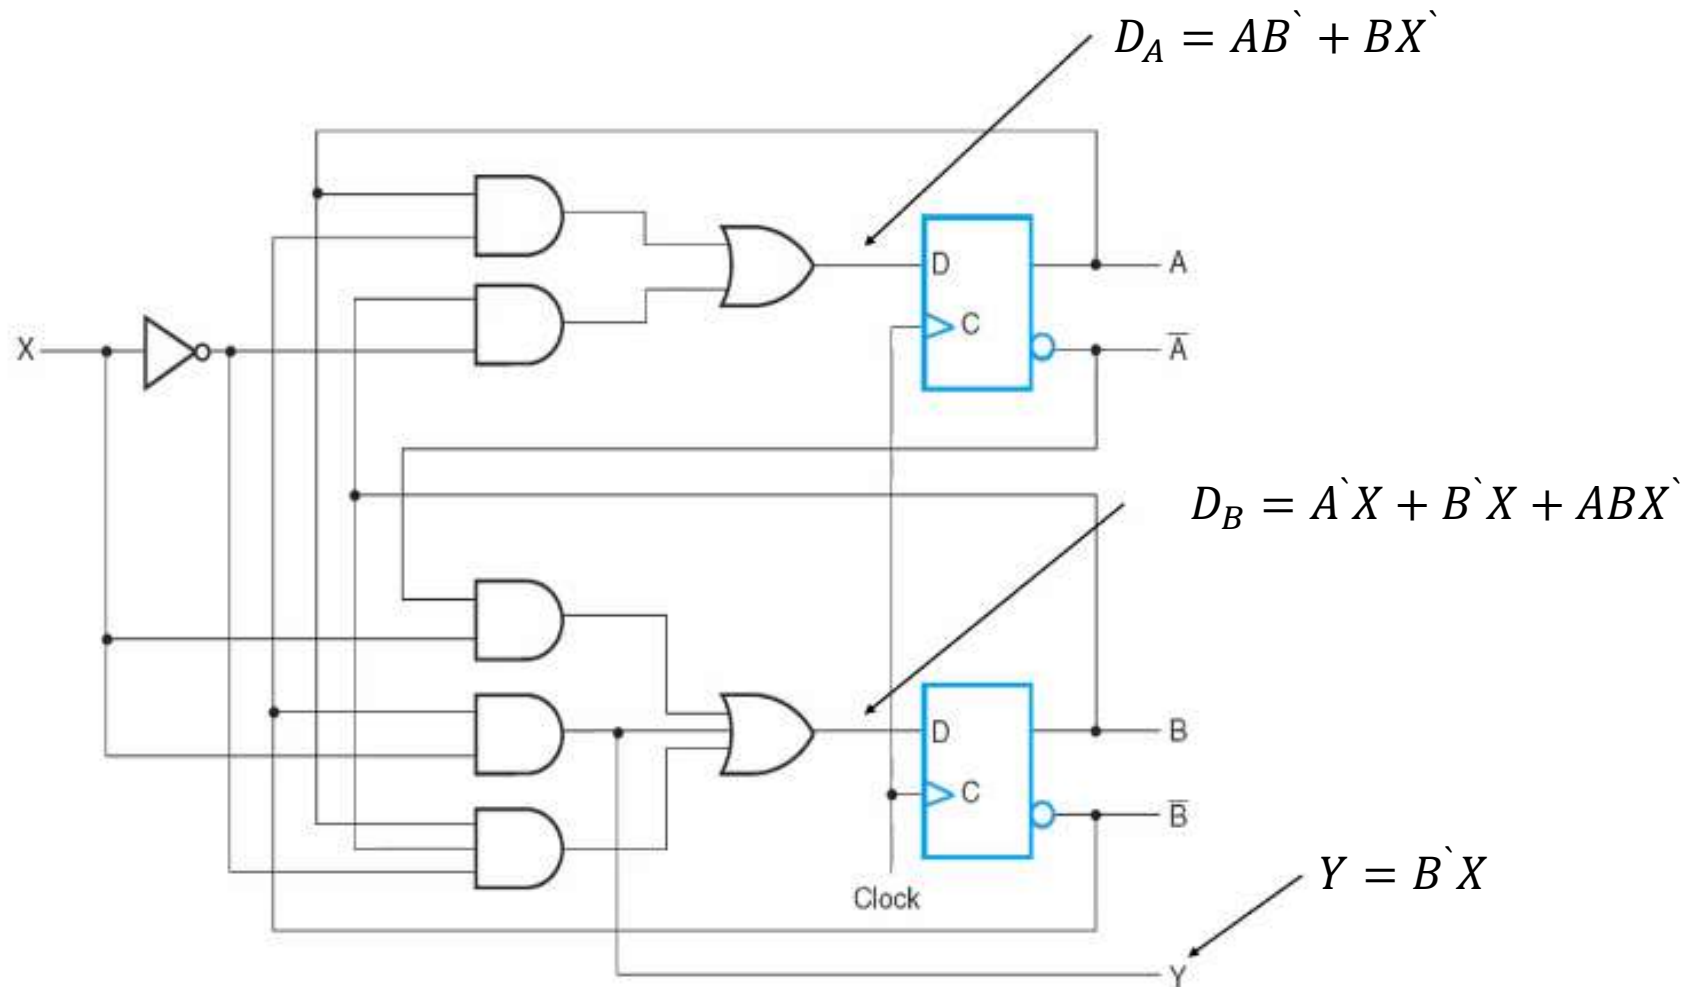 D_A = AB` + BX`
D
A
X
C
A̅
D_B = A`X + B`X + ABX`
D
B
C
B̅
Y = B`X
Clock
Y